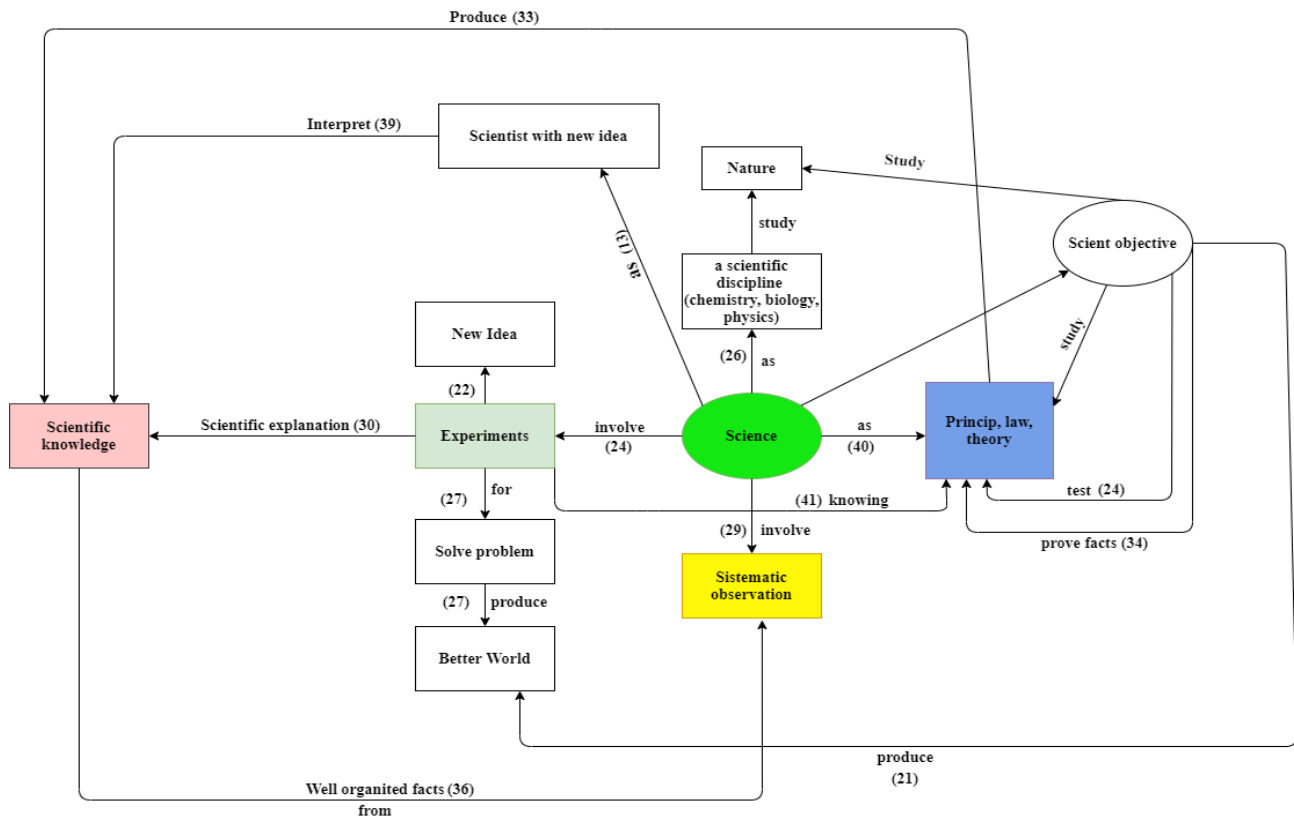 Produce (33)
Interpret (39)
Scientist with new idea
Nature
Study
study
Scient objective
as (13)
a scientific
discipline
(chemistry, biology,
physics)
New Idea
(26)
as
study
(22)
Scientific
knowledge
Scientific explanation (30)
Experiments
involve
(24)
Science
as
(40)
Princip, law,
theory
for
(27)
(41) knowing
test (24)
(29)
involve
prove facts (34)
Solve problem
Sistematic
observation
(27)
produce
Better World
produce
(21)
Well organited facts (36)
from